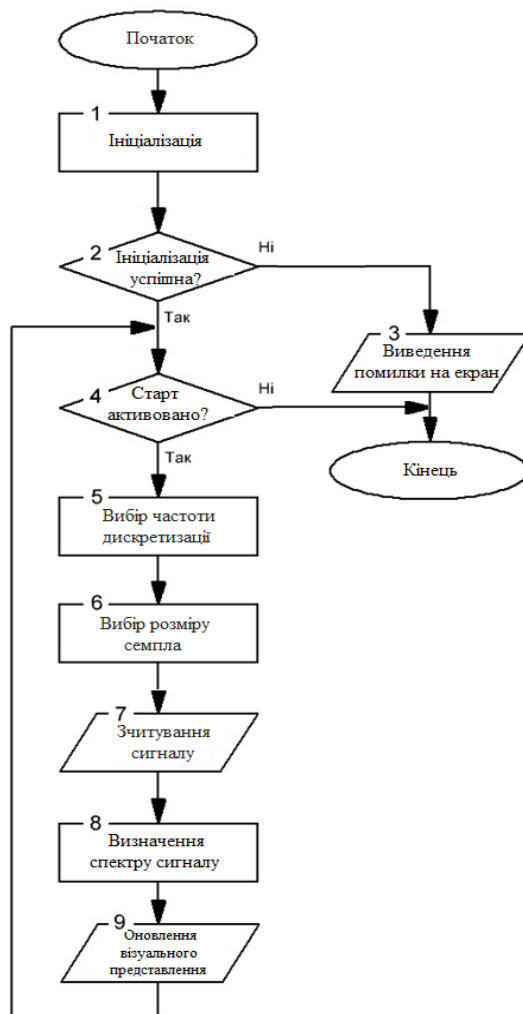 Початок
1
Ініціалізація
2
Ініціалізація
успішна?
Ні
Так
3
Виведення
помилки на екран
4
Старт
активовано?
Ні
Так
Кінець
5
Вибір частоти
дискретизації
6
Вибір розміру
семпла
7
Зчитування
сигналу
8
Визначення
спектру сигналу
9
Оновлення
візуального
представлення